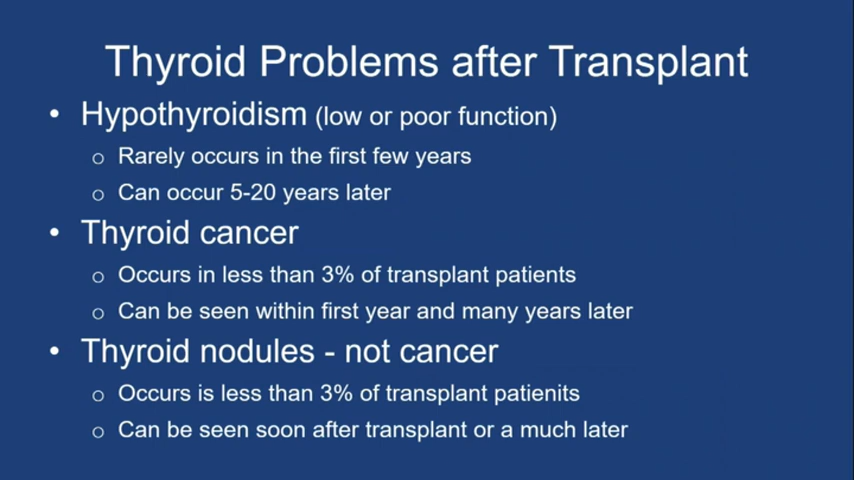 Thyroid Problems after Transplant
• Hypothyroidism (low or poor function)
o Rarely occurs in the first few years
o Can occur 5-20 years later
• Thyroid cancer
o Occurs in less than 3% of transplant patients
o Can be seen within first year and many years later
• Thyroid nodules - not cancer
o Occurs is less than 3% of transplant patienits
o Can be seen soon after transplant or a much later